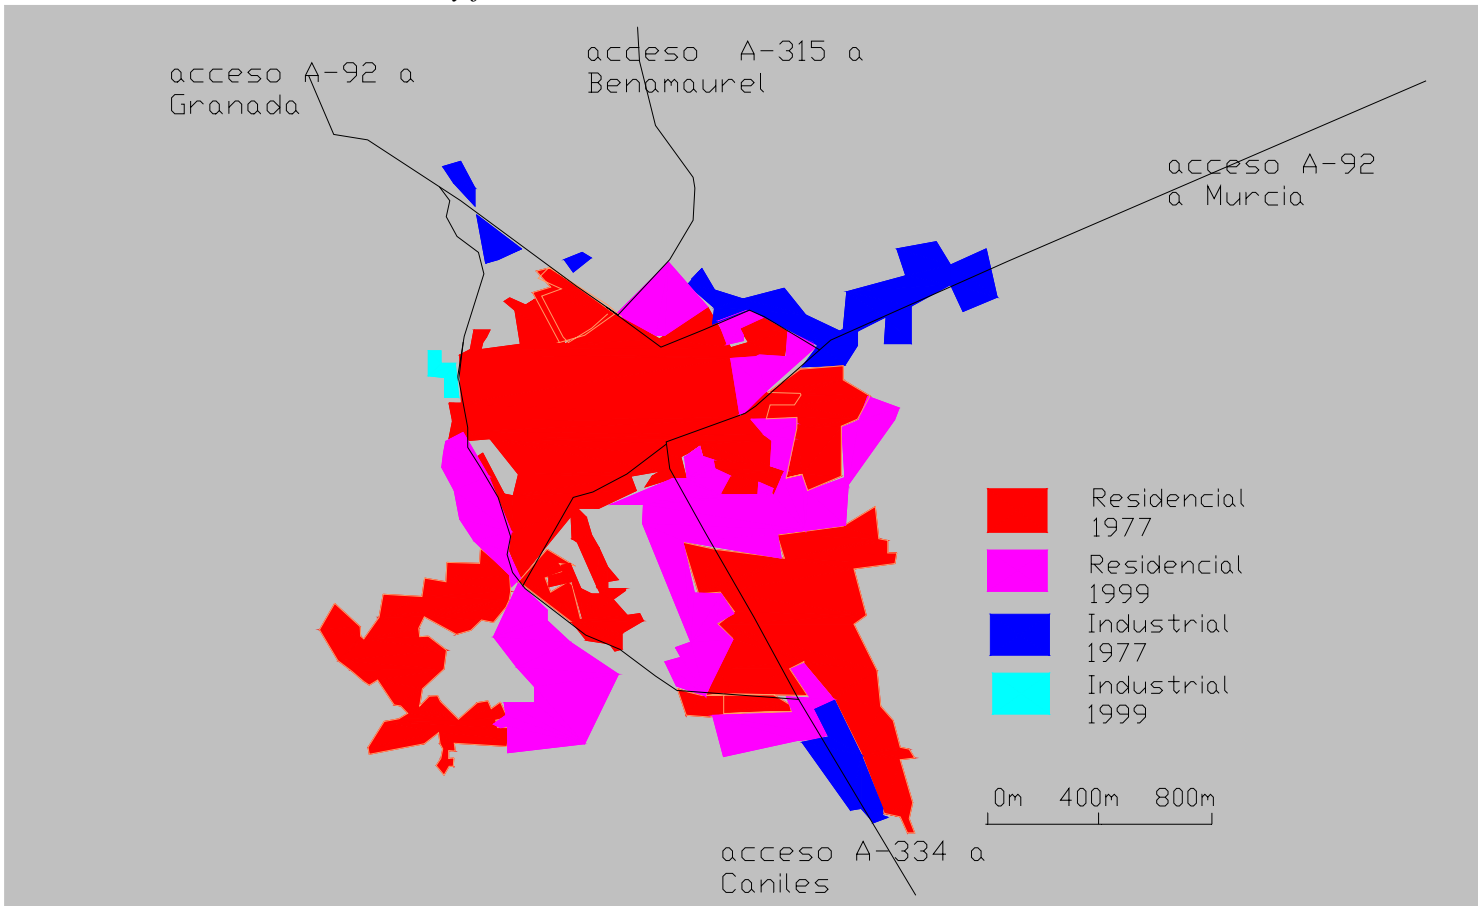 acceso A-315 a
Benamaurel
acceso A-92 a
Granada
acceso A-92
a Murcia
Residencial
1977
Residencial
1999
Industrial
1977
Industrial
1999
0m 400m 800m
acceso A-334 a
Caniles